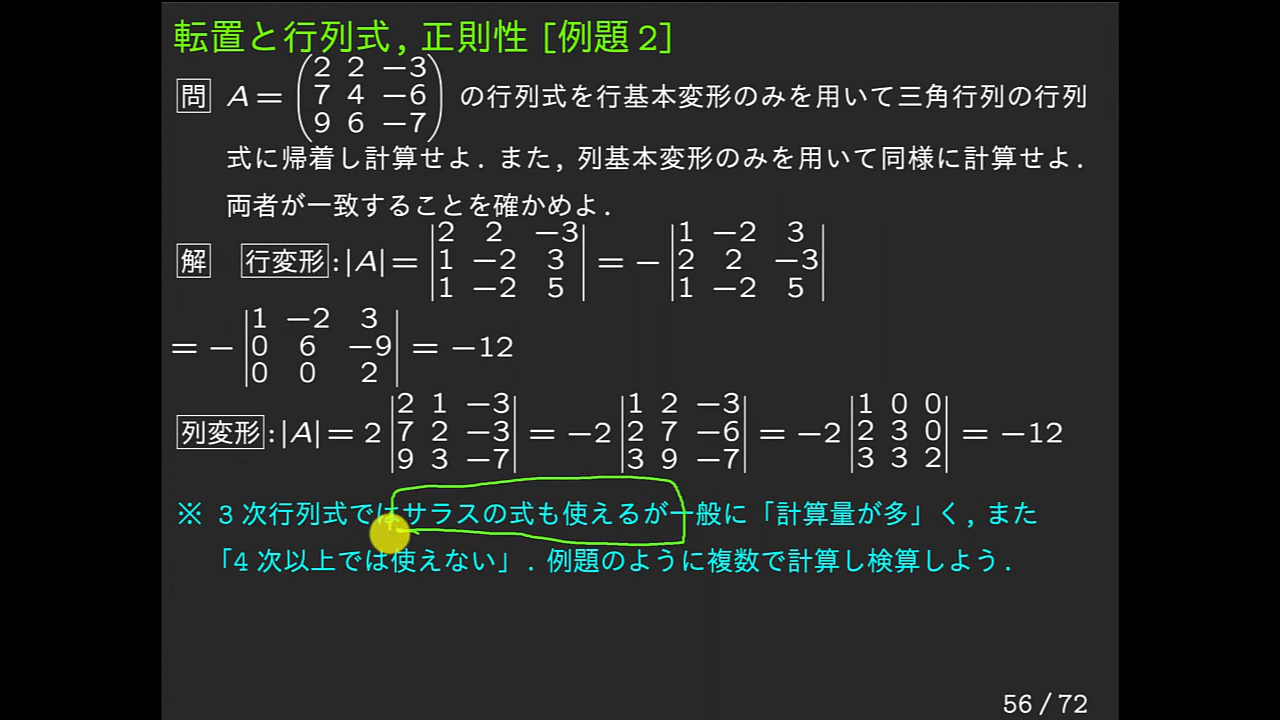 転置と行列式, 正則性 [例題 2]
問 A = (2 2 −3
7 4 −6
9 6 −7) の行列式を行基本変形のみを用いて三角行列の行列
式に帰着し計算せよ. また, 列基本変形のみを用いて同様に計算せよ.
両者が一致することを確かめよ.
解 行変形 : |A| = |2 2 −3
1 −2 3
1 −2 5| = − |1 −2 3
2 2 −3
1 −2 5|
= − |1 −2 3
0 6 −9
0 0 2| = −12
列変形 : |A| = 2 |2 1 −3
7 2 −3
9 3 −7| = −2 |1 2 −3
2 7 −6
3 9 −7| = −2 |1 0 0
2 3 0
3 3 2| = −12
※ 3 次行列式ではサラスの式も使えるが一般に「計算量が多」く, また
「4 次以上では使えない」. 例題のように複数で計算し検算しよう.
56 / 72